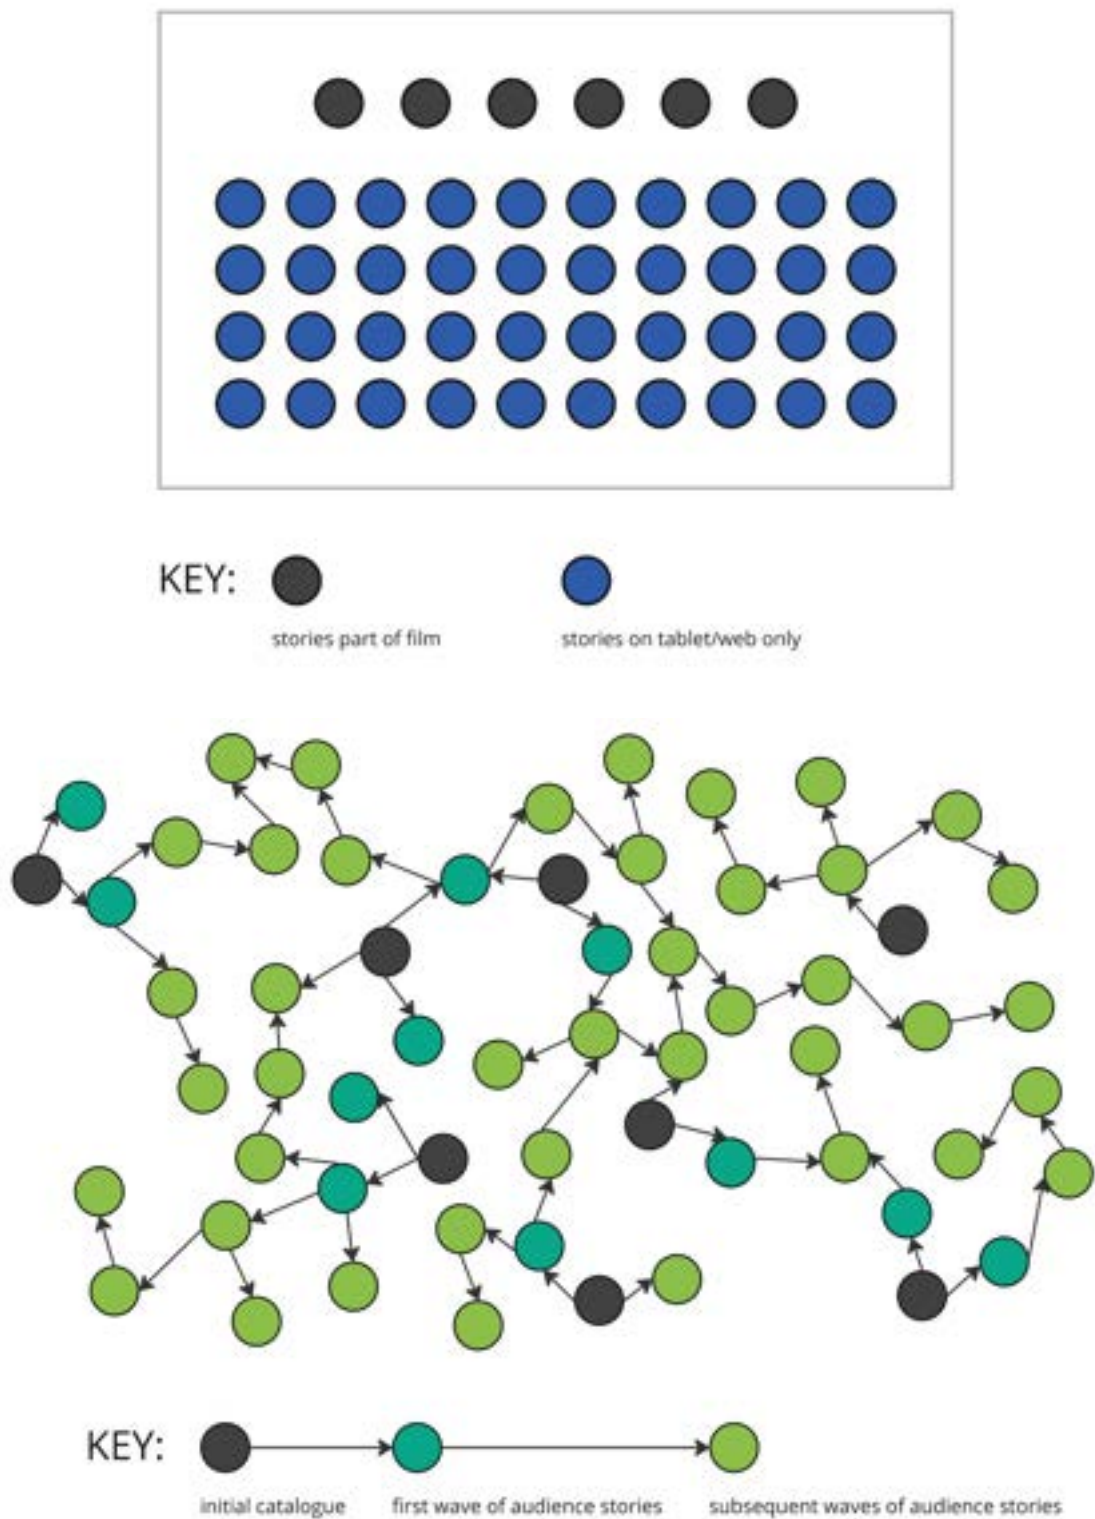 KEY:
stories part of film
stories on tablet/web only
KEY:
initial catalogue
first wave of audience stories
subsequent waves of audience stories